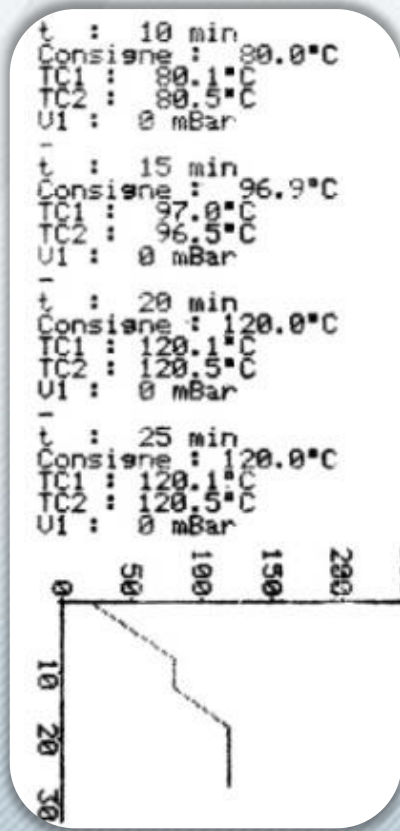 t : 10 min
Consigne : 80.0°C
TC1 : 80.1°C
TC2 : 80.5°C
V1 : 0 mBar
-
t : 15 min
Consigne : 96.9°C
TC1 : 97.0°C
TC2 : 96.5°C
V1 : 0 mBar
-
t : 20 min
Consigne : 120.0°C
TC1 : 120.1°C
TC2 : 120.5°C
V1 : 0 mBar
-
t : 25 min
Consigne : 120.0°C
TC1 : 120.1°C
TC2 : 120.5°C
V1 : 0 mBar
0 50 100 150 200
10
20
30